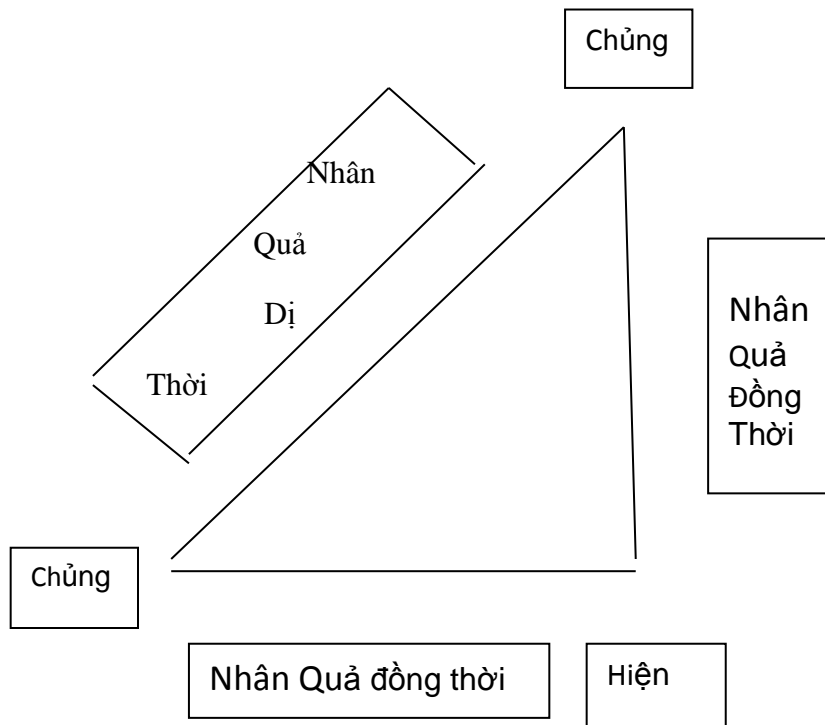 Chủng
Nhân
Quả
Dị
Thời
Nhân
Quả
Đồng
Thời
Chủng
Nhân Quả đồng thời
Hiện